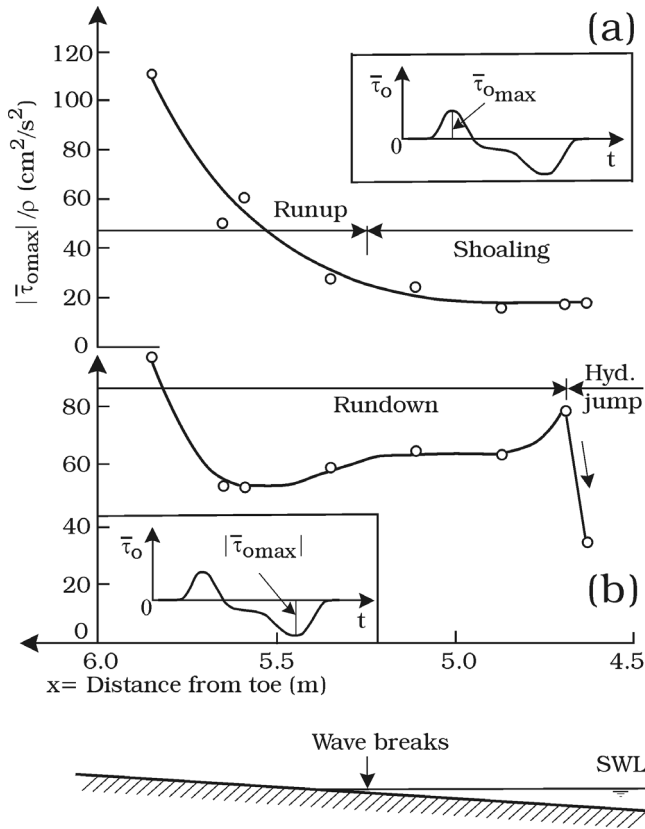 (a)
|τ̅omax|/ρ (cm²/s²)
120
100
80
60
40
20
0
τ̅o
τ̅omax
0
t
Runup
Shoaling
Rundown
Hyd.
jump
80
60
40
20
0
τ̅o
|τ̅omax|
0
t
(b)
6.0 5.5 5.0 4.5
x= Distance from toe (m)
Wave breaks
SWL